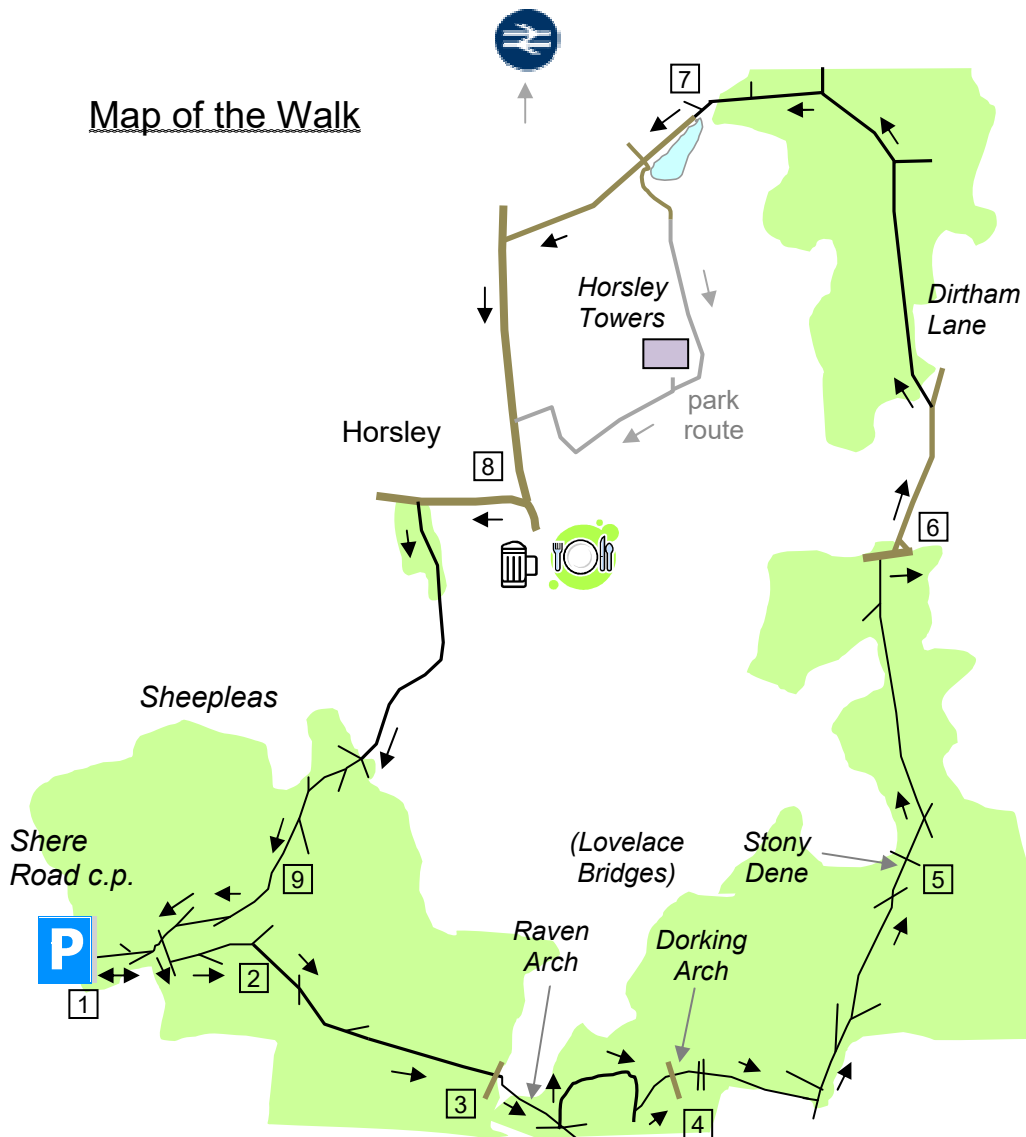 Map of the Walk
7
Horsley
Towers
Dirtham
Lane
park
route
Horsley
8
6
Sheepleas
Shere
Road c.p.
(Lovelace
Bridges)
Stony
Dene
9
5
P
Raven
Arch
Dorking
Arch
2
1
3
4